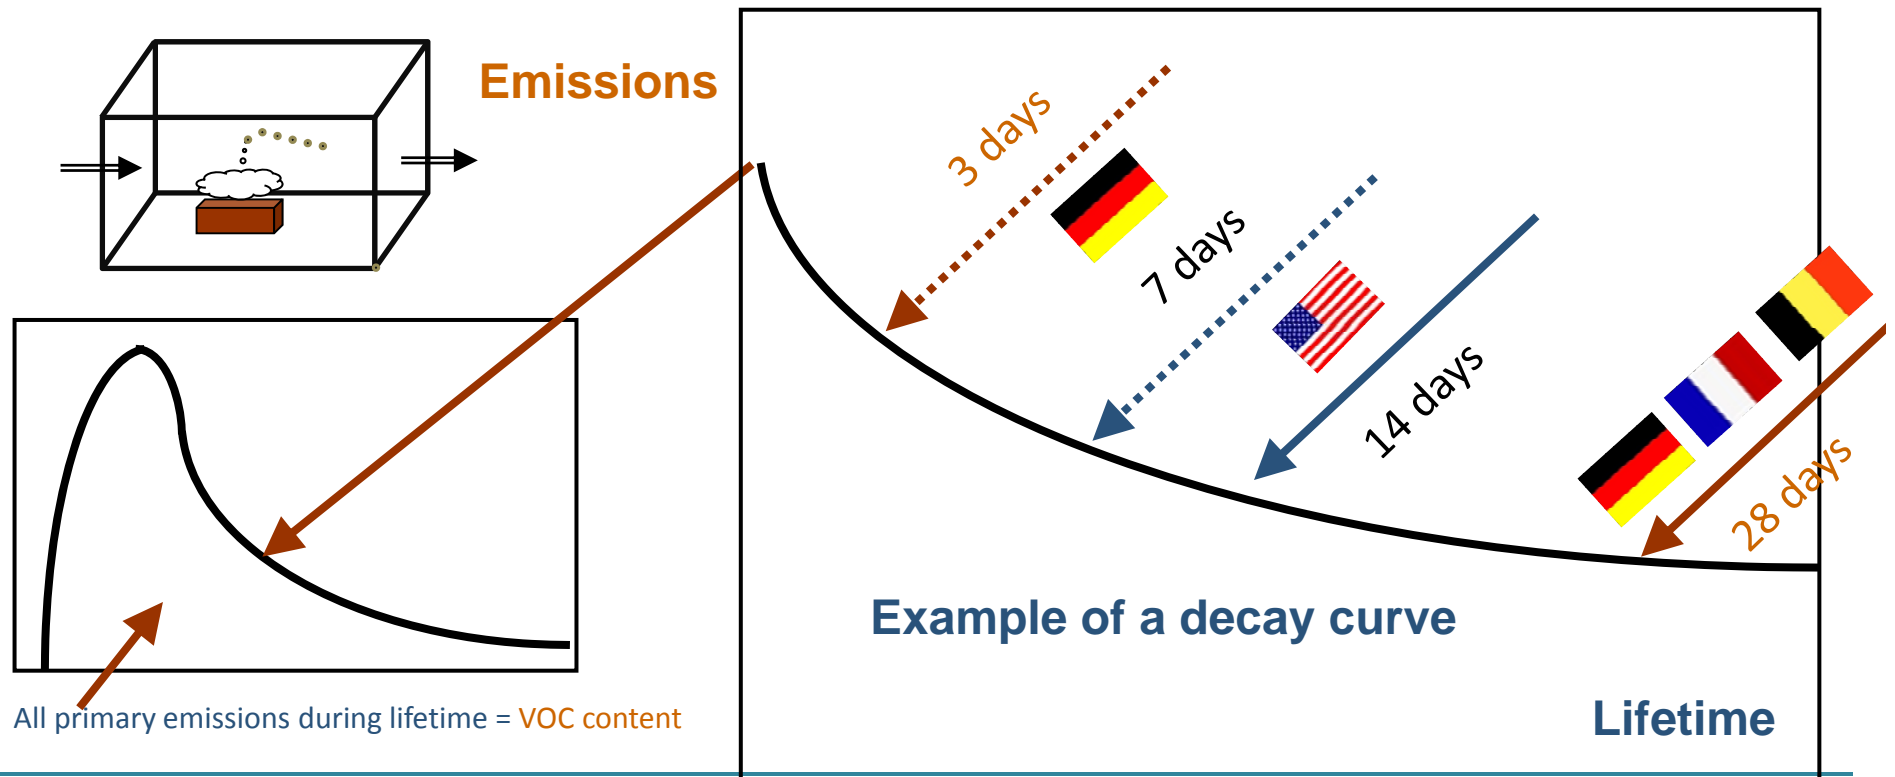 Emissions
3 days
7 days
14 days
28 days
Example of a decay curve
All primary emissions during lifetime = VOC content
Lifetime